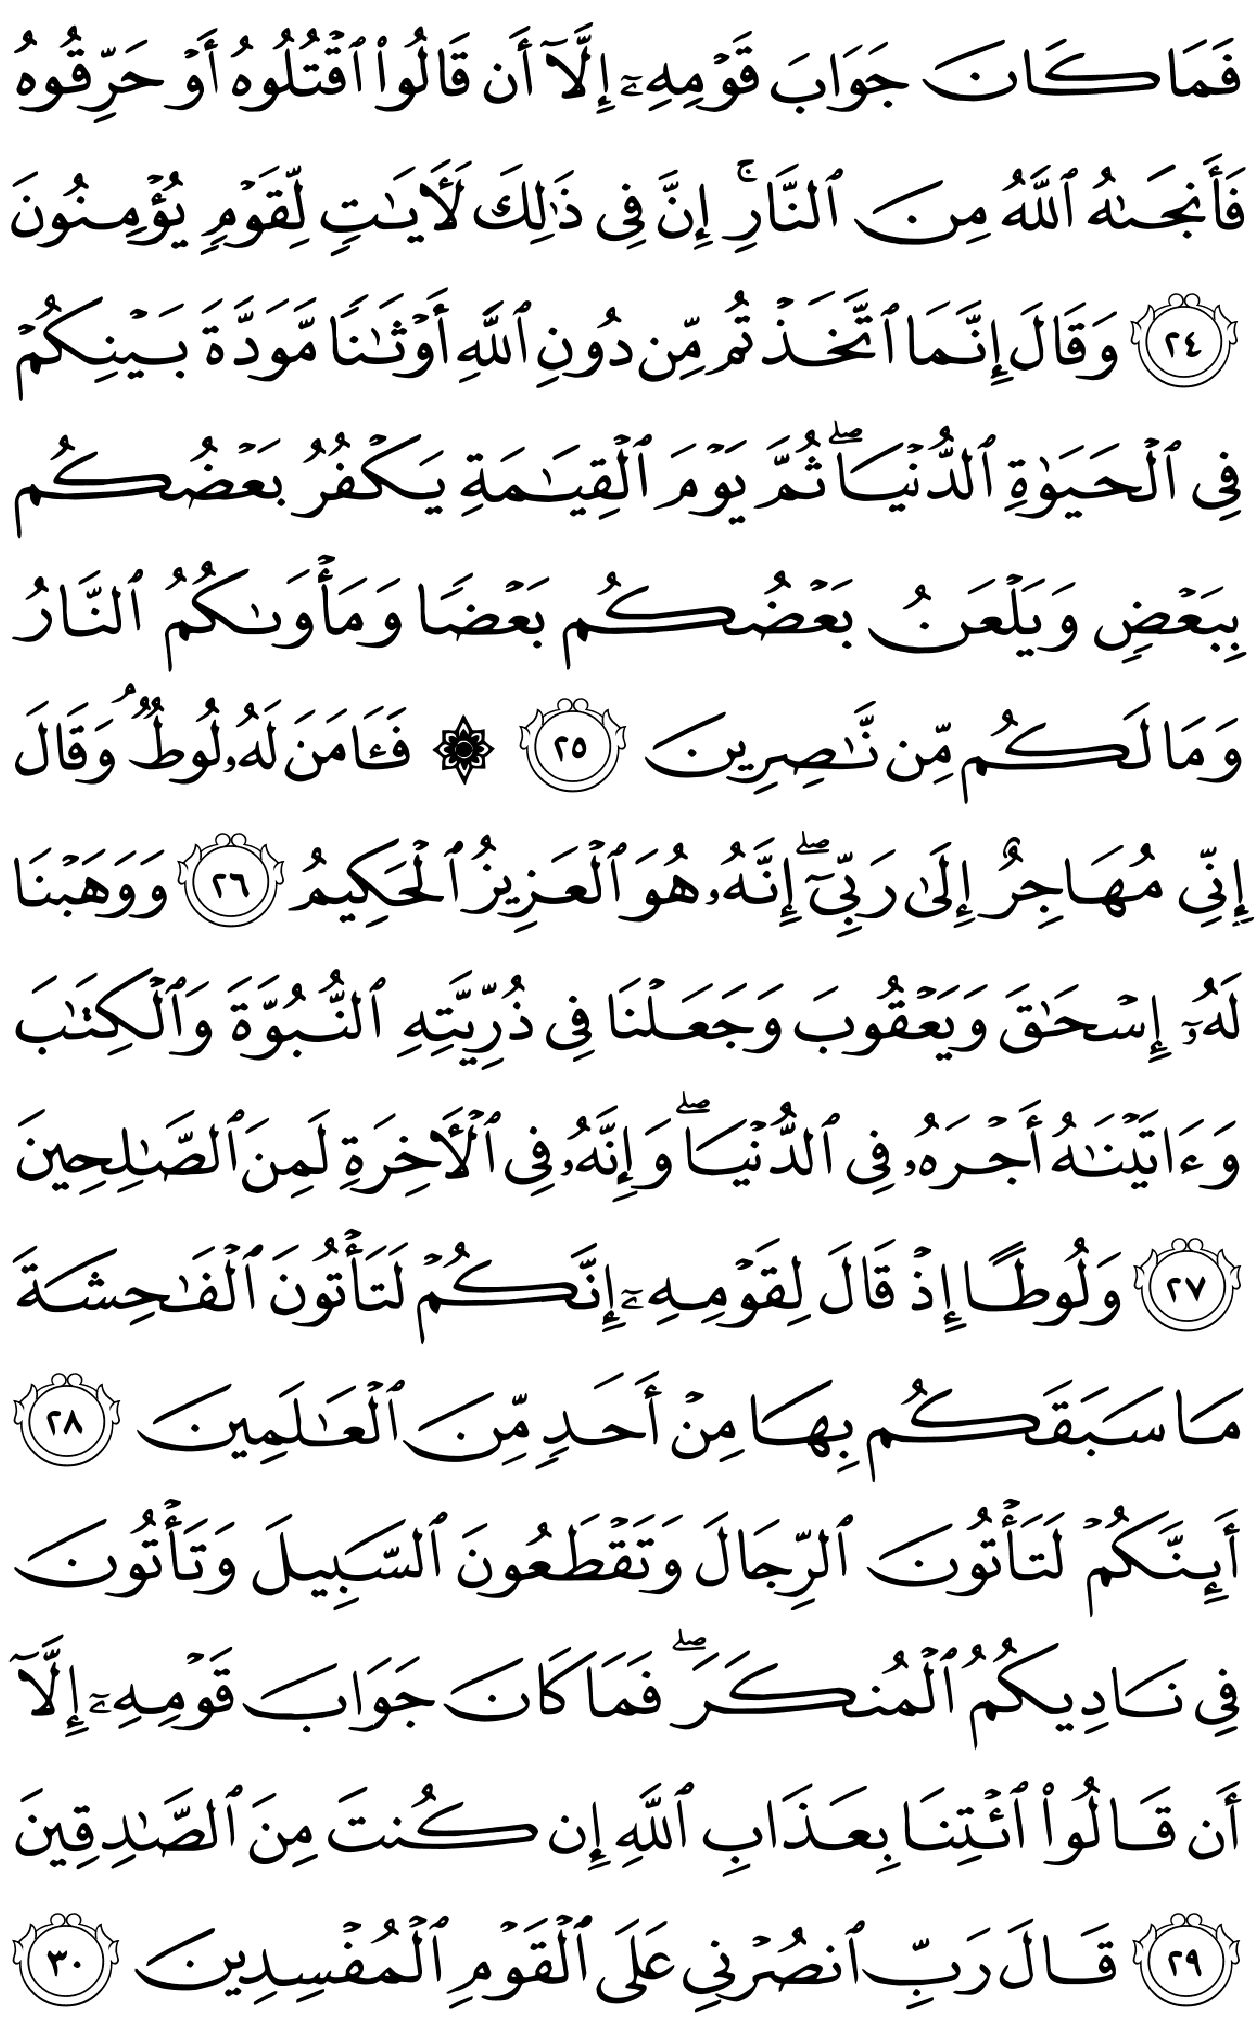 فَمَا كَانَ جَوَابَ قَوْمِهِۦٓ إِلَّآ أَن قَالُوا۟ ٱقْتُلُوهُ أَوْ حَرِّقُوهُ
فَأَنجَىٰهُ ٱللَّهُ مِنَ ٱلنَّارِ ۚ إِنَّ فِى ذَٰلِكَ لَـَٔايَـٰتٍ لِّقَوْمٍ يُؤْمِنُونَ
٢٤ وَقَالَ إِنَّمَا ٱتَّخَذْتُم مِّن دُونِ ٱللَّهِ أَوْثَـٰنًا مَّوَدَّةَ بَيْنِكُمْ
فِى ٱلْحَيَوٰةِ ٱلدُّنْيَا ۖ ثُمَّ يَوْمَ ٱلْقِيَـٰمَةِ يَكْفُرُ بَعْضُكُم
بِبَعْضٍ وَيَلْعَنُ بَعْضُكُم بَعْضًا وَمَأْوَىٰكُمُ ٱلنَّارُ
وَمَا لَكُم مِّن نَّـٰصِرِينَ ٢٥ ۞ فَـَٔامَنَ لَهُۥ لُوطٌ ۘ وَقَالَ
إِنِّى مُهَاجِرٌ إِلَىٰ رَبِّىٓ ۖ إِنَّهُۥ هُوَ ٱلْعَزِيزُ ٱلْحَكِيمُ ٢٦ وَوَهَبْنَا
لَهُۥٓ إِسْحَـٰقَ وَيَعْقُوبَ وَجَعَلْنَا فِى ذُرِّيَّتِهِ ٱلنُّبُوَّةَ وَٱلْكِتَـٰبَ
وَءَاتَيْنَـٰهُ أَجْرَهُۥ فِى ٱلدُّنْيَا ۖ وَإِنَّهُۥ فِى ٱلْـَٔاخِرَةِ لَمِنَ ٱلصَّـٰلِحِينَ
٢٧ وَلُوطًا إِذْ قَالَ لِقَوْمِهِۦٓ إِنَّكُمْ لَتَأْتُونَ ٱلْفَـٰحِشَةَ
مَا سَبَقَكُم بِهَا مِنْ أَحَدٍ مِّنَ ٱلْعَـٰلَمِينَ ٢٨
أَئِنَّكُمْ لَتَأْتُونَ ٱلرِّجَالَ وَتَقْطَعُونَ ٱلسَّبِيلَ وَتَأْتُونَ
فِى نَادِيكُمُ ٱلْمُنكَرَ ۖ فَمَا كَانَ جَوَابَ قَوْمِهِۦٓ إِلَّآ
أَن قَالُوا۟ ٱئْتِنَا بِعَذَابِ ٱللَّهِ إِن كُنتَ مِنَ ٱلصَّـٰدِقِينَ
٢٩ قَالَ رَبِّ ٱنصُرْنِى عَلَى ٱلْقَوْمِ ٱلْمُفْسِدِينَ ٣٠